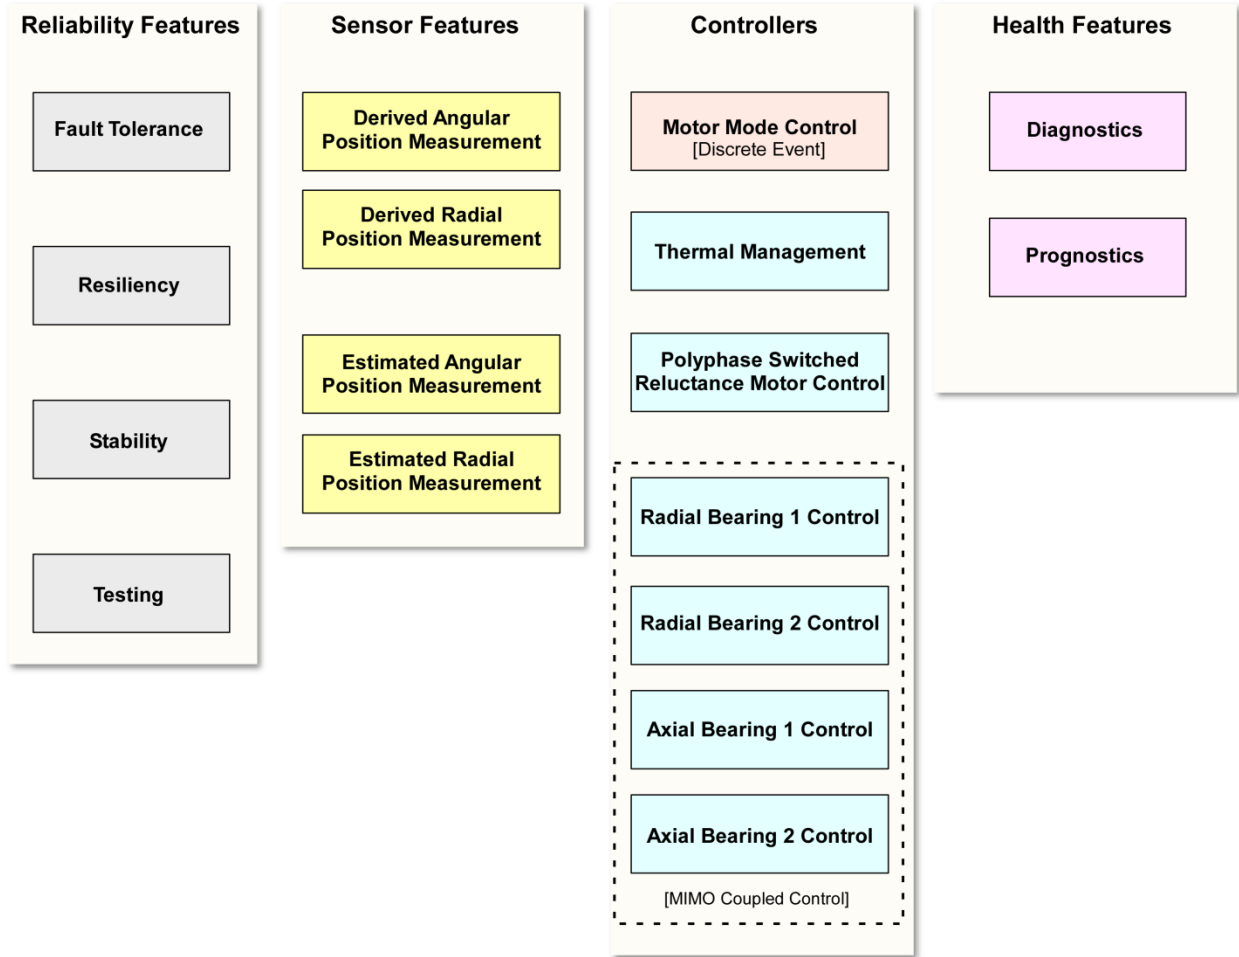 Reliability Features
Fault Tolerance
Resiliency
Stability
Testing
Sensor Features
Derived Angular
Position Measurement
Derived Radial
Position Measurement
Estimated Angular
Position Measurement
Estimated Radial
Position Measurement
Controllers
Motor Mode Control
[Discrete Event]
Thermal Management
Polyphase Switched
Reluctance Motor Control
Radial Bearing 1 Control
Radial Bearing 2 Control
Axial Bearing 1 Control
Axial Bearing 2 Control
[MIMO Coupled Control]
Health Features
Diagnostics
Prognostics